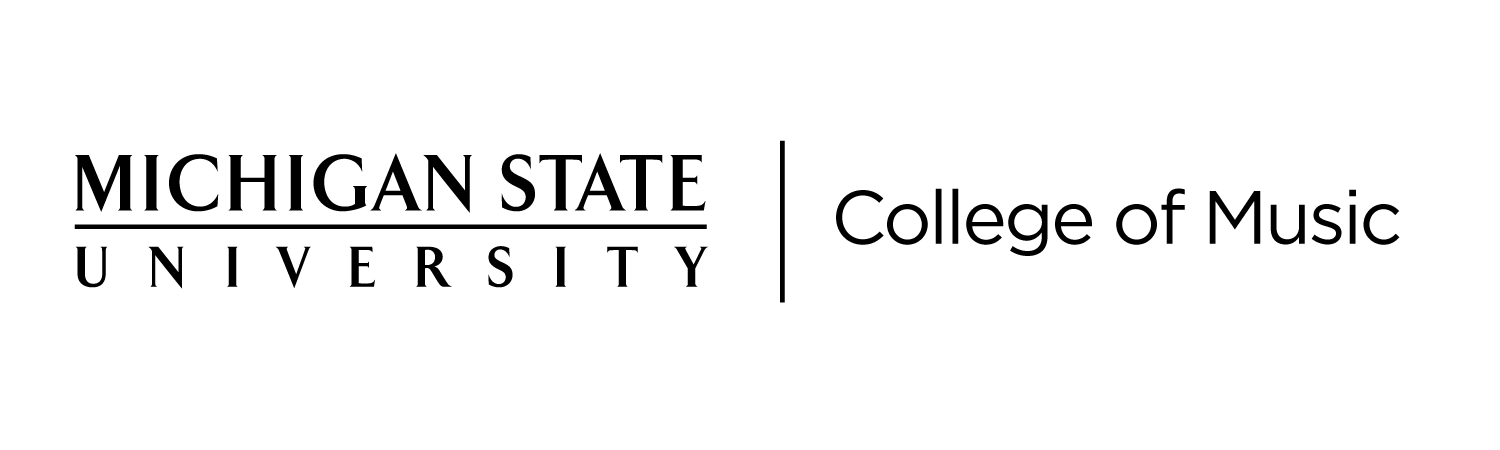 MICHIGAN STATE
UNIVERSITY
College of Music